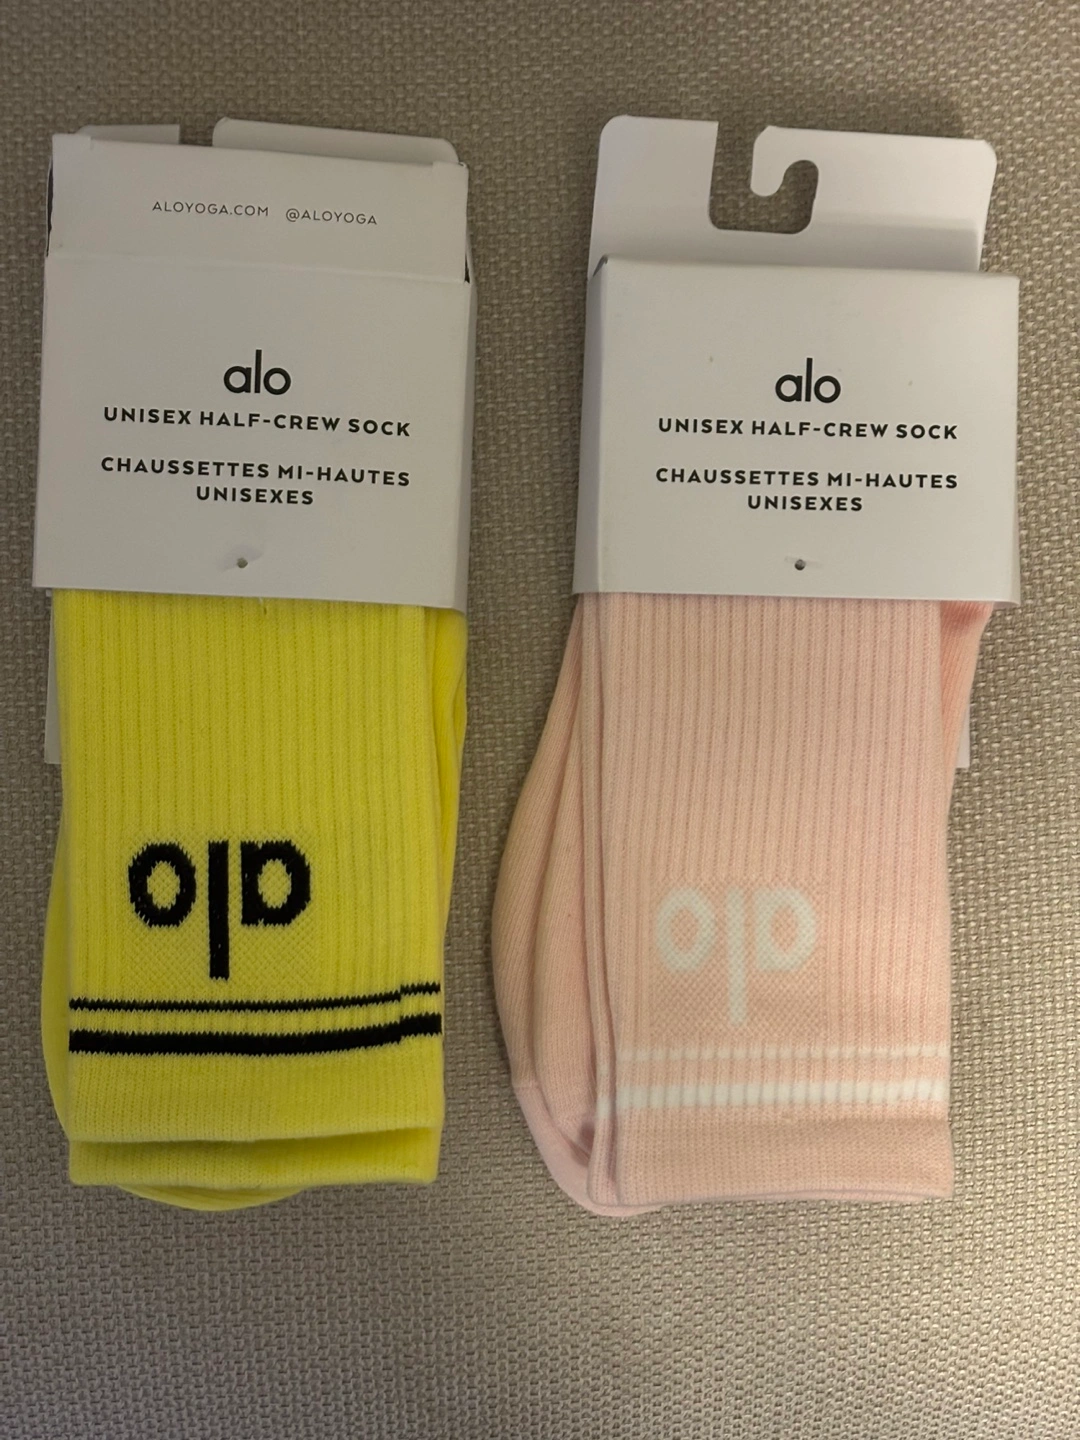 ALOYOGA.COM @ALOYOGA
alo
UNISEX HALF-CREW SOCK
CHAUSSETTES MI-HAUTES
UNISEXES
alo
alo
UNISEX HALF-CREW SOCK
CHAUSSETTES MI-HAUTES
UNISEXES
alo